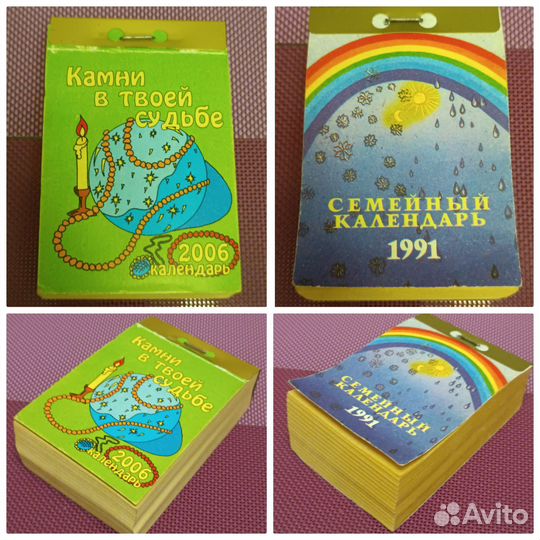 Камни
в твоей
судьбе
2006
календарь
СЕМЕЙНЫЙ
КАЛЕНДАРЬ
1991
Камни
в твоей
судьбе
2006
календарь
СЕМЕЙНЫЙ
КАЛЕНДАРЬ
1991
Avito